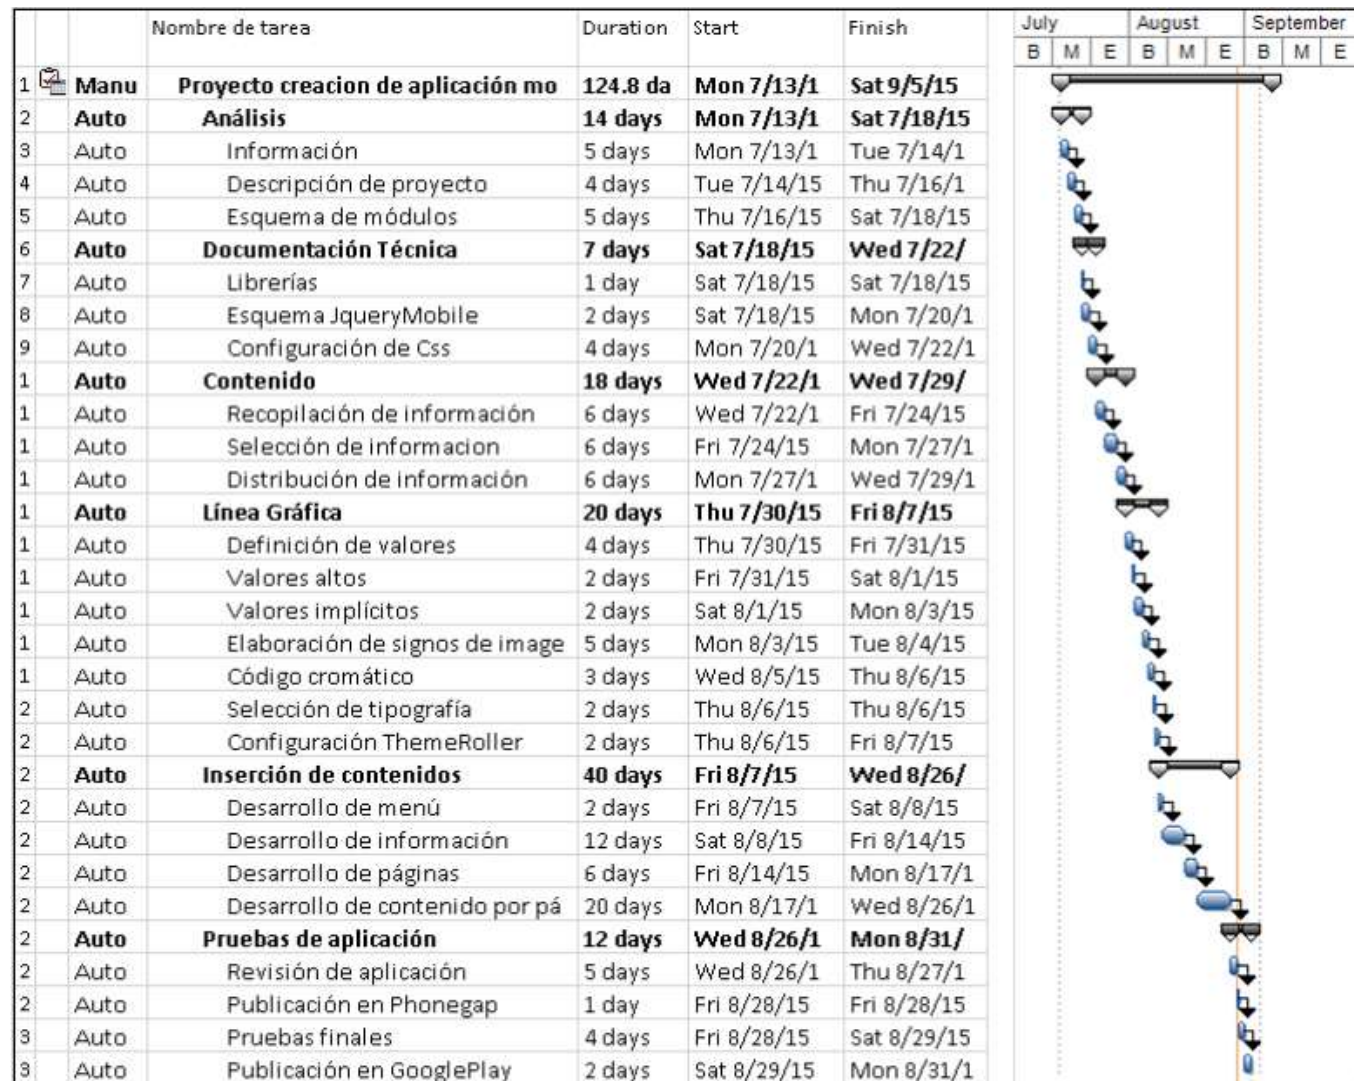 Nombre de tarea Duration Start Finish July August September
B M E B M E B M E
1 Manu Proyecto creacion de aplicación mo 124.8 da Mon 7/13/1 Sat 9/5/15
2 Auto Análisis 14 days Mon 7/13/1 Sat 7/18/15
3 Auto Información 5 days Mon 7/13/1 Tue 7/14/1
4 Auto Descripción de proyecto 4 days Tue 7/14/15 Thu 7/16/1
5 Auto Esquema de módulos 5 days Thu 7/16/15 Sat 7/18/15
6 Auto Documentación Técnica 7 days Sat 7/18/15 Wed 7/22/
7 Auto Librerías 1 day Sat 7/18/15 Sat 7/18/15
8 Auto Esquema JqueryMobile 2 days Sat 7/18/15 Mon 7/20/1
9 Auto Configuración de Css 4 days Mon 7/20/1 Wed 7/22/1
1 Auto Contenido 18 days Wed 7/22/1 Wed 7/29/
1 Auto Recopilación de información 6 days Wed 7/22/1 Fri 7/24/15
1 Auto Selección de informacion 6 days Fri 7/24/15 Mon 7/27/1
1 Auto Distribución de información 6 days Mon 7/27/1 Wed 7/29/1
1 Auto Línea Gráfica 20 days Thu 7/30/15 Fri 8/7/15
1 Auto Definición de valores 4 days Thu 7/30/15 Fri 7/31/15
1 Auto Valores altos 2 days Fri 7/31/15 Sat 8/1/15
1 Auto Valores implícitos 2 days Sat 8/1/15 Mon 8/3/15
1 Auto Elaboración de signos de image 5 days Mon 8/3/15 Tue 8/4/15
1 Auto Código cromático 3 days Wed 8/5/15 Thu 8/6/15
2 Auto Selección de tipografía 2 days Thu 8/6/15 Thu 8/6/15
2 Auto Configuración ThemeRoller 2 days Thu 8/6/15 Fri 8/7/15
2 Auto Inserción de contenidos 40 days Fri 8/7/15 Wed 8/26/
2 Auto Desarrollo de menú 2 days Fri 8/7/15 Sat 8/8/15
2 Auto Desarrollo de información 12 days Sat 8/8/15 Fri 8/14/15
2 Auto Desarrollo de páginas 6 days Fri 8/14/15 Mon 8/17/1
2 Auto Desarrollo de contenido por pá 20 days Mon 8/17/1 Wed 8/26/1
2 Auto Pruebas de aplicación 12 days Wed 8/26/1 Mon 8/31/
2 Auto Revisión de aplicación 5 days Wed 8/26/1 Thu 8/27/1
2 Auto Publicación en Phonegap 1 day Fri 8/28/15 Fri 8/28/15
3 Auto Pruebas finales 4 days Fri 8/28/15 Sat 8/29/15
3 Auto Publicación en GooglePlay 2 days Sat 8/29/15 Mon 8/31/1